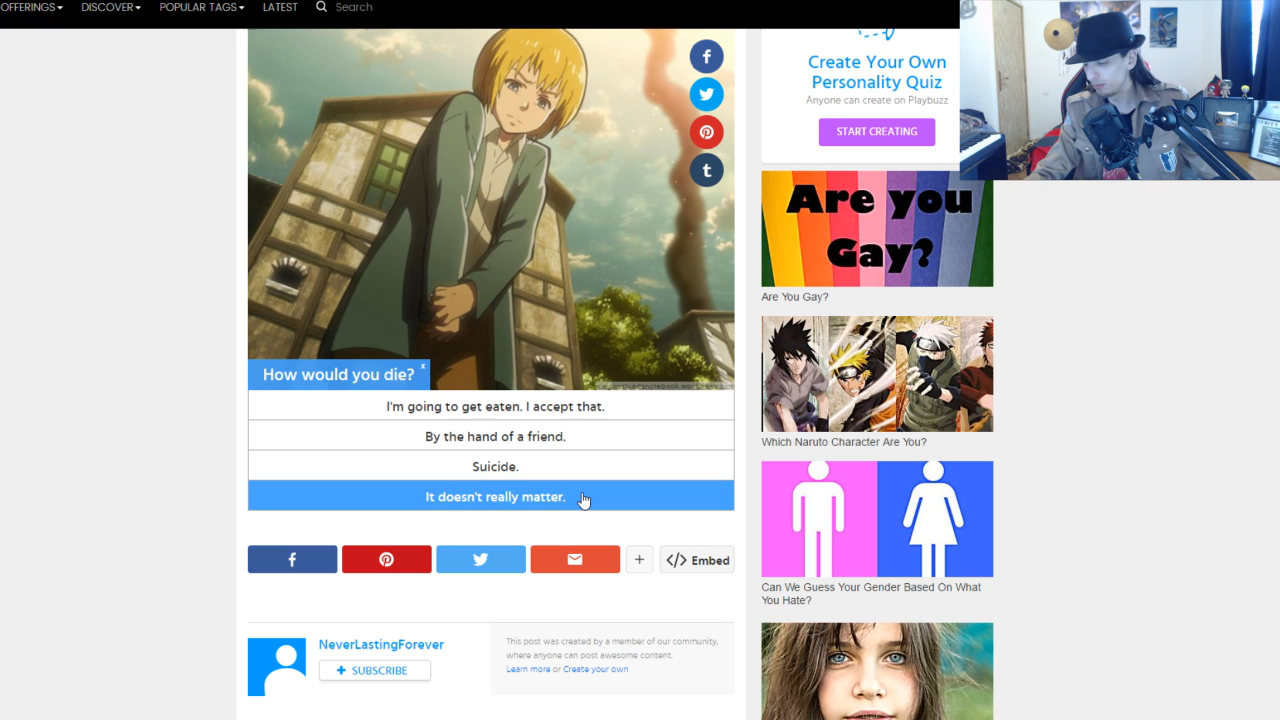 OFFERINGS
DISCOVER
POPULAR TAGS
LATEST
Search
f
t
How would you die?
x
I'm going to get eaten. I accept that.
By the hand of a friend.
Suicide.
It doesn't really matter.
f
+
</> Embed
NeverLastingForever
+ SUBSCRIBE
This post was created by a member of our community,
where anyone can post awesome content.
Learn more or Create your own
Create Your Own
Personality Quiz
Anyone can create on Playbuzz
START CREATING
Are you
Gay?
Are You Gay?
Which Naruto Character Are You?
Can We Guess Your Gender Based On What
You Hate?